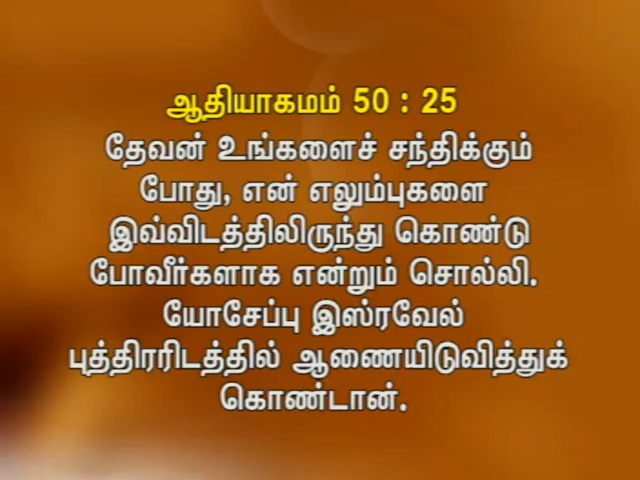 ஆதியாகமம் 50 : 25
தேவன் உங்களைச் சந்திக்கும்
போது, என் எலும்புகளை
இவ்விடத்திலிருந்து கொண்டு
போவீர்களாக என்றும் சொல்லி.
யோசேப்பு இஸ்ரவேல்
புத்திரரிடத்தில் ஆணையிடுவித்துக்
கொண்டான்.